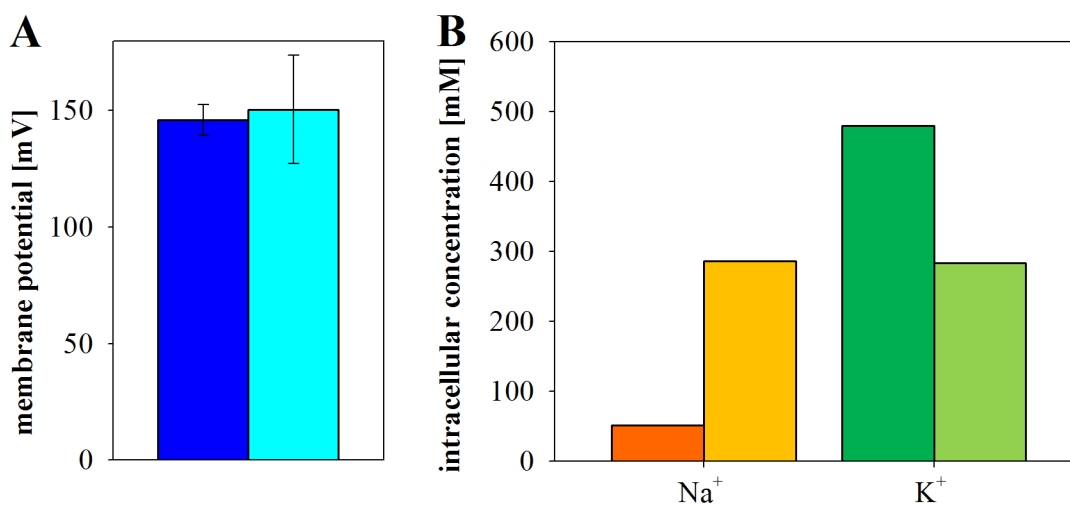 A
membrane potential [mV]
150
100
50
0
B
intracellular concentration [mM]
600
500
400
300
200
100
0
Na⁺
K⁺